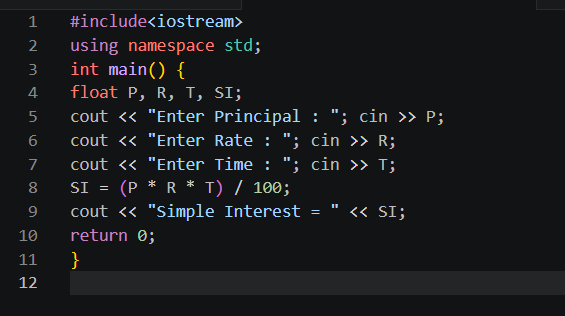 1 #include<iostream>
2 using namespace std;
3 int main() {
4 float P, R, T, SI;
5 cout << "Enter Principal : "; cin >> P;
6 cout << "Enter Rate : "; cin >> R;
7 cout << "Enter Time : "; cin >> T;
8 SI = (P * R * T) / 100;
9 cout << "Simple Interest = " << SI;
10 return 0;
11 }
12